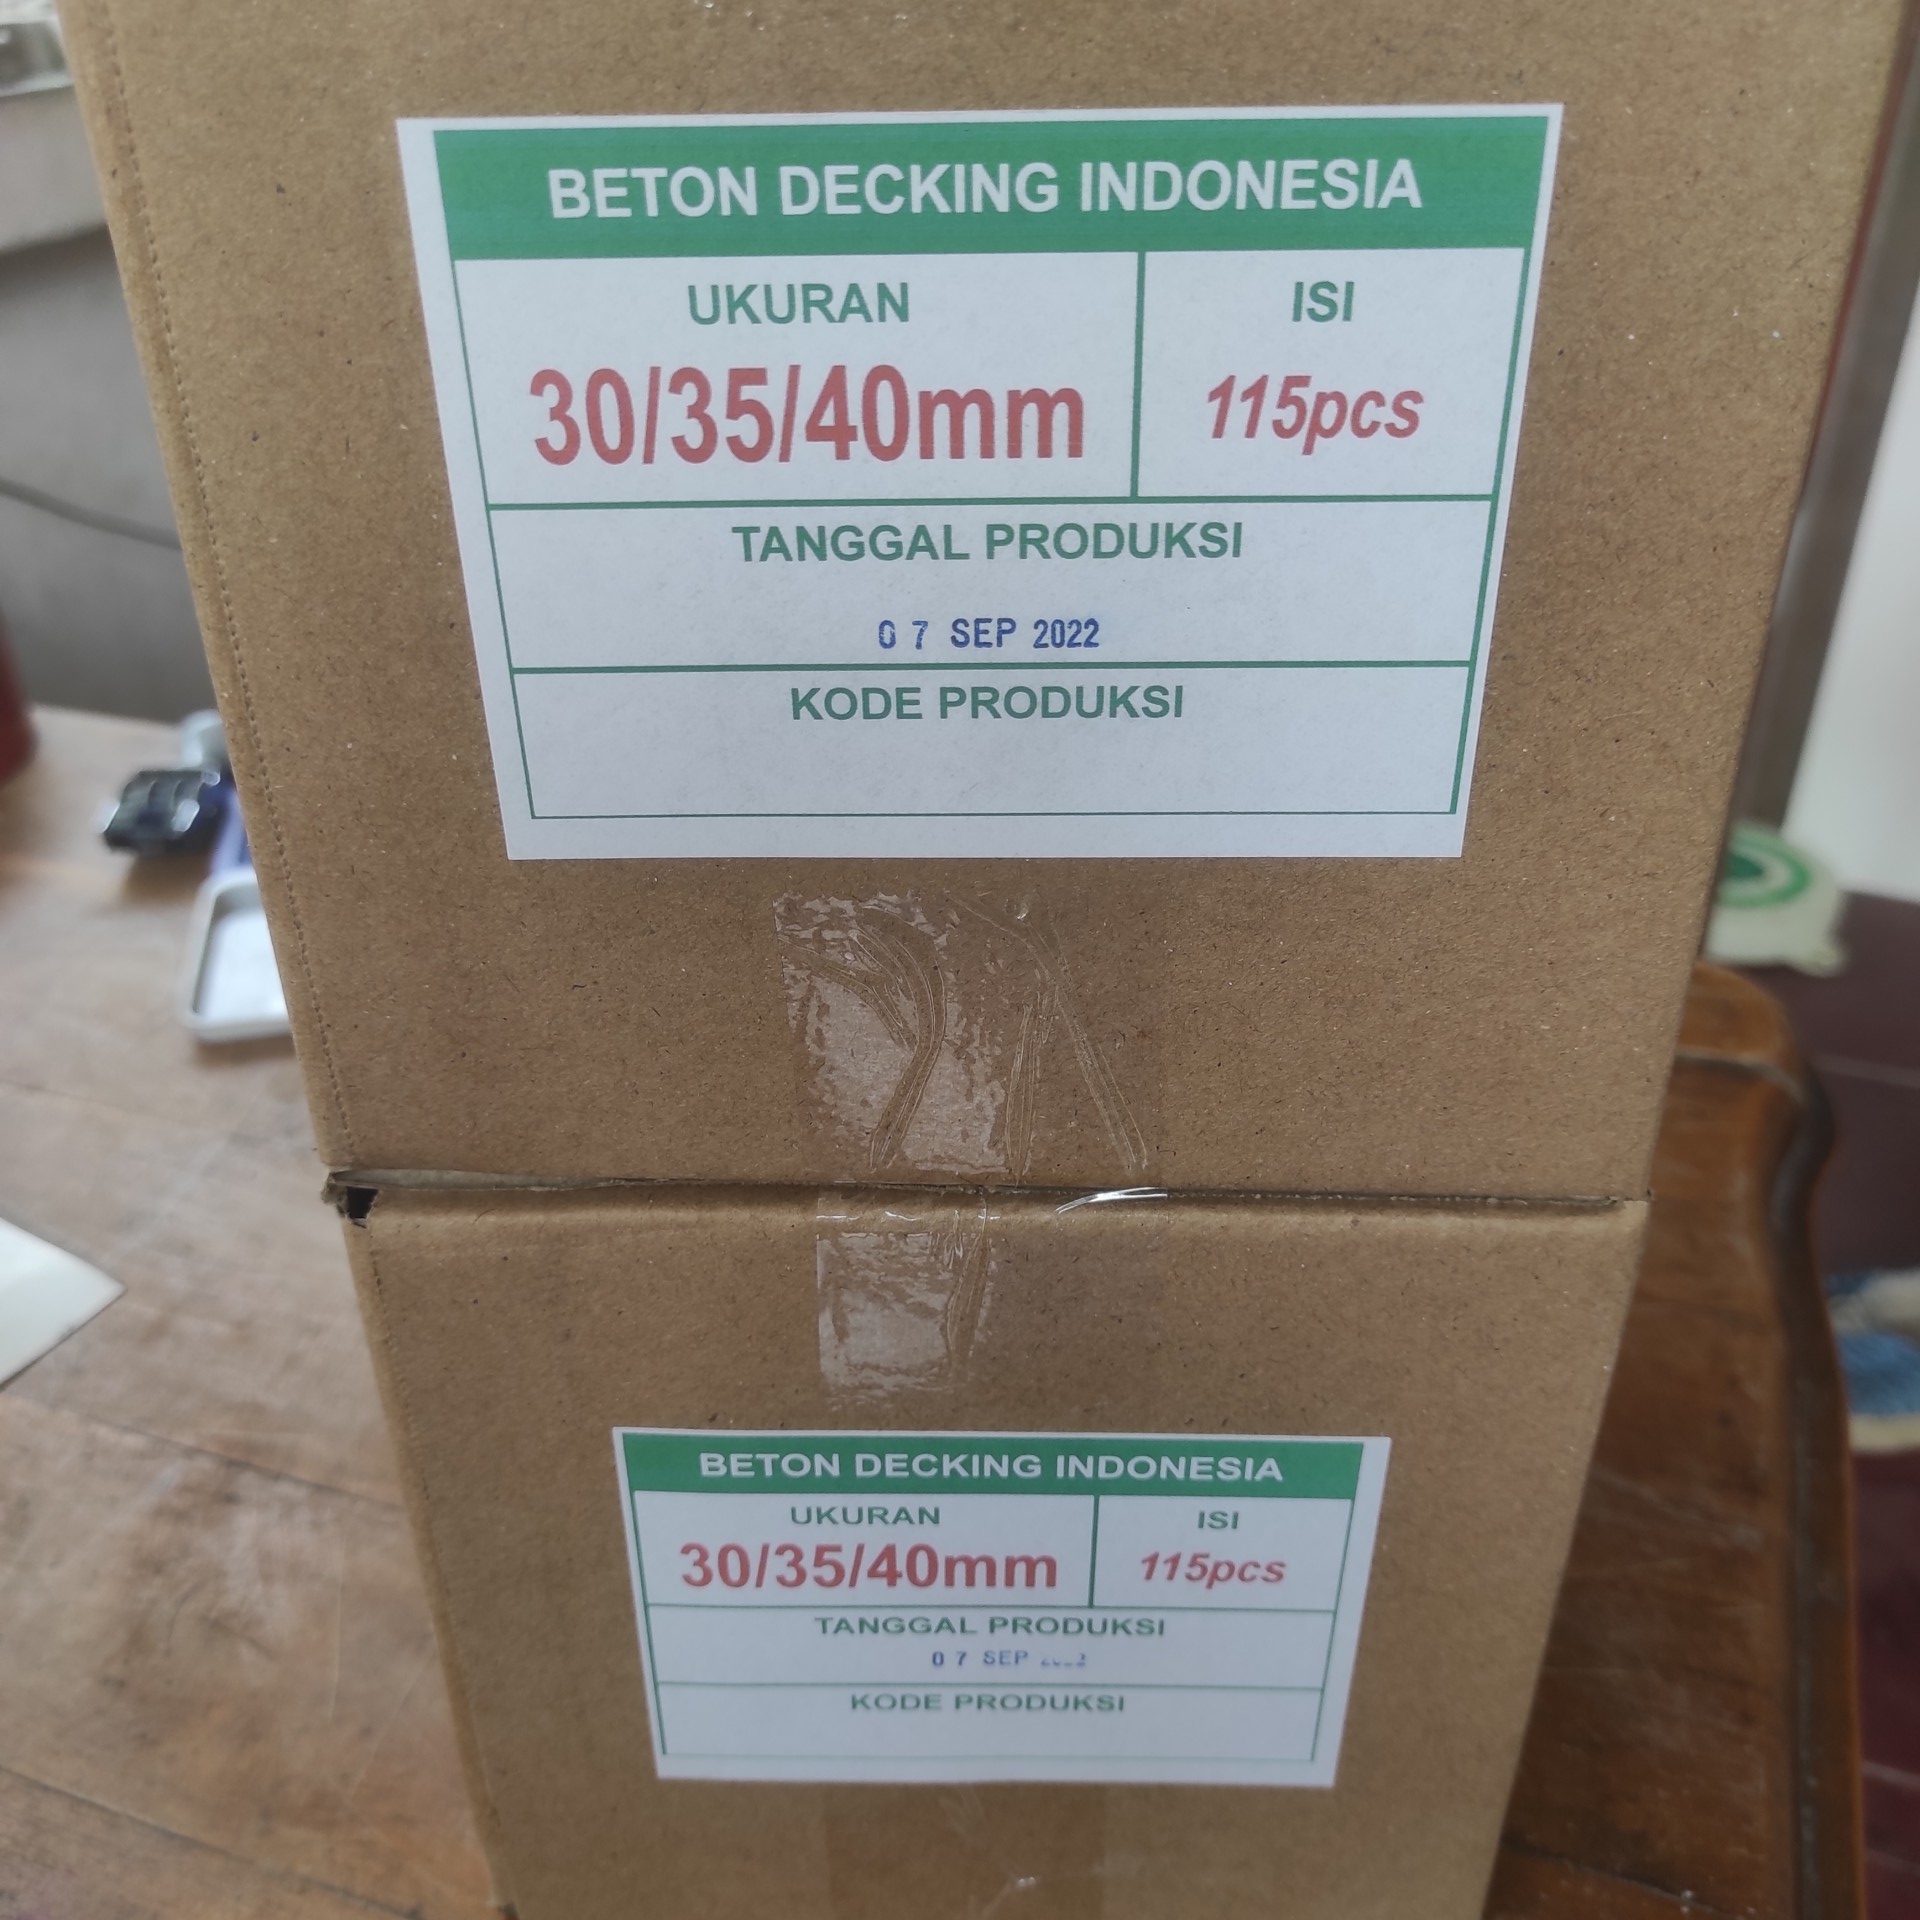 BETON DECKING INDONESIA
UKURAN ISI
30/35/40mm 115pcs
TANGGAL PRODUKSI
07 SEP 2022
KODE PRODUKSI
BETON DECKING INDONESIA
UKURAN ISI
30/35/40mm 115pcs
TANGGAL PRODUKSI
07 SEP
KODE PRODUKSI